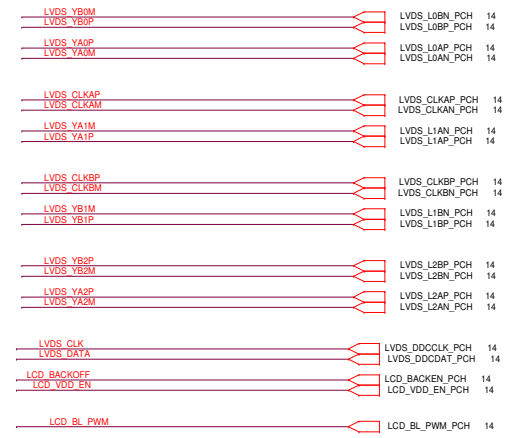 LVDS_YB0M LVDS_L0BN_PCH 14
LVDS_YB0P LVDS_L0BP_PCH 14
LVDS_YA0P LVDS_L0AP_PCH 14
LVDS_YA0M LVDS_L0AN_PCH 14
LVDS_CLKAP LVDS_CLKAP_PCH 14
LVDS_CLKAM LVDS_CLKAN_PCH 14
LVDS_YA1M LVDS_L1AN_PCH 14
LVDS_YA1P LVDS_L1AP_PCH 14
LVDS_CLKBP LVDS_CLKBP_PCH 14
LVDS_CLKBM LVDS_CLKBN_PCH 14
LVDS_YB1M LVDS_L1BN_PCH 14
LVDS_YB1P LVDS_L1BP_PCH 14
LVDS_YB2P LVDS_L2BP_PCH 14
LVDS_YB2M LVDS_L2BN_PCH 14
LVDS_YA2P LVDS_L2AP_PCH 14
LVDS_YA2M LVDS_L2AN_PCH 14
LVDS_CLK LVDS_DDCCLK_PCH 14
LVDS_DATA LVDS_DDCDAT_PCH 14
LCD_BACKOFF LCD_BACKEN_PCH 14
LCD_VDD_EN LCD_VDD_EN_PCH 14
LCD_BL_PWM LCD_BL_PWM_PCH 14